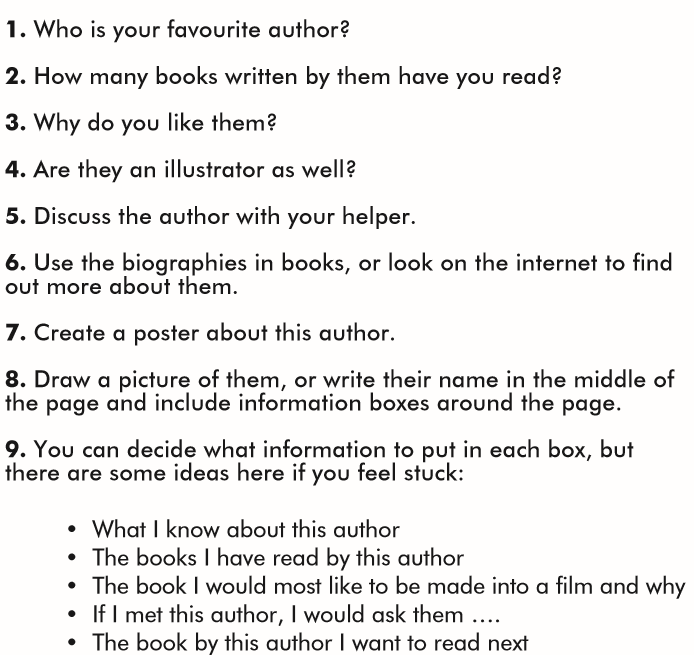 1. Who is your favourite author?
2. How many books written by them have you read?
3. Why do you like them?
4. Are they an illustrator as well?
5. Discuss the author with your helper.
6. Use the biographies in books, or look on the internet to find
out more about them.
7. Create a poster about this author.
8. Draw a picture of them, or write their name in the middle of
the page and include information boxes around the page.
9. You can decide what information to put in each box, but
there are some ideas here if you feel stuck:
• What I know about this author
• The books I have read by this author
• The book I would most like to be made into a film and why
• If I met this author, I would ask them ....
• The book by this author I want to read next